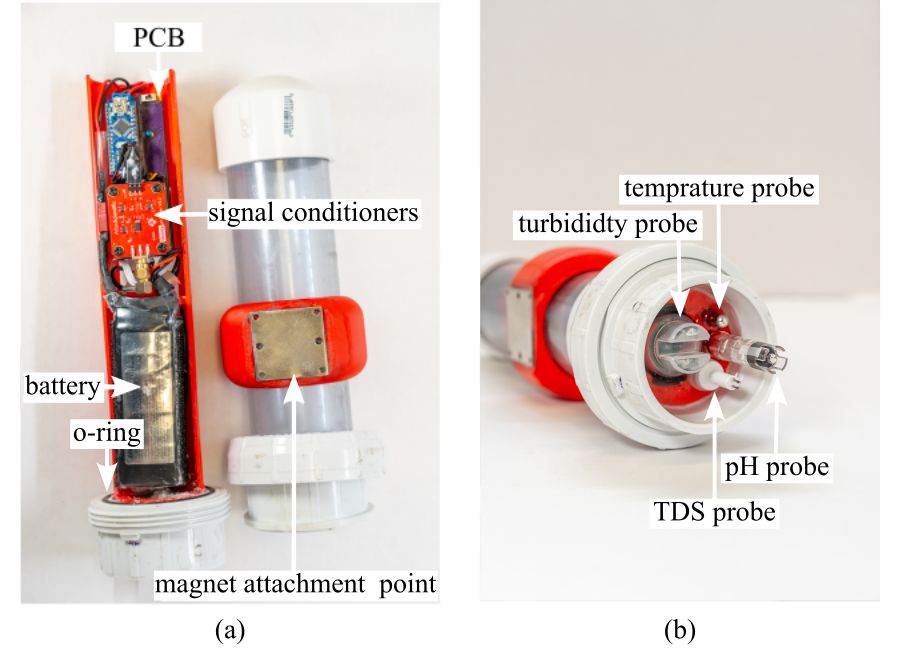 PCB
signal conditioners
battery
o-ring
magnet attachment  point
(a)
temprature probe
turbididty probe
pH probe
TDS probe
(b)